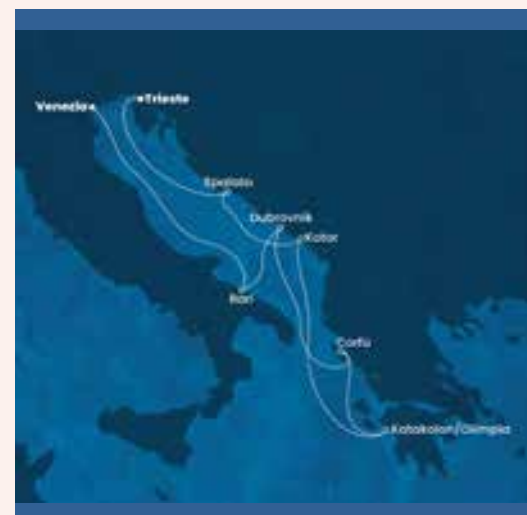 Trieste
Venezia
Spalato
Dubrovnik
Kotor
Bari
Corfù
Katakolon/Olimpia